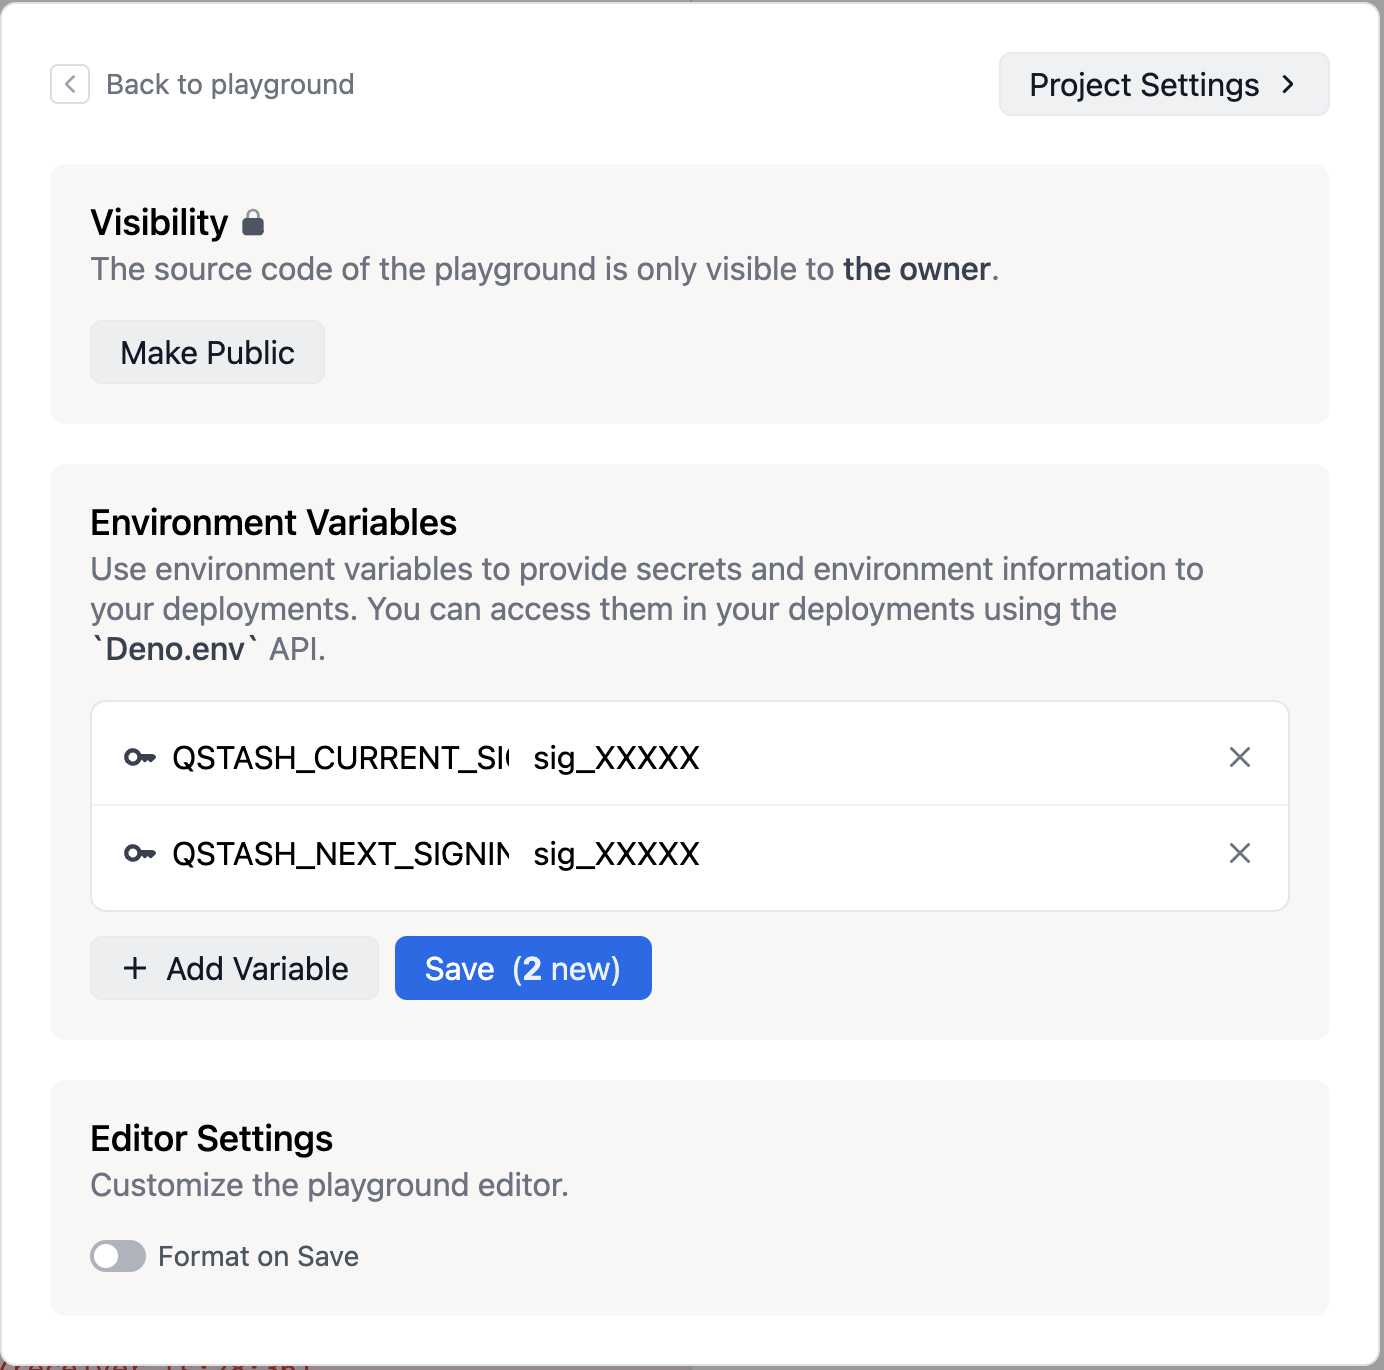 Back to playground
Project Settings
Visibility
The source code of the playground is only visible to the owner.
Make Public
Environment Variables
Use environment variables to provide secrets and environment information to
your deployments. You can access them in your deployments using the
`Deno.env` API.
QSTASH_CURRENT_SI sig_XXXXX
QSTASH_NEXT_SIGNIN sig_XXXXX
+ Add Variable
Save (2 new)
Editor Settings
Customize the playground editor.
Format on Save